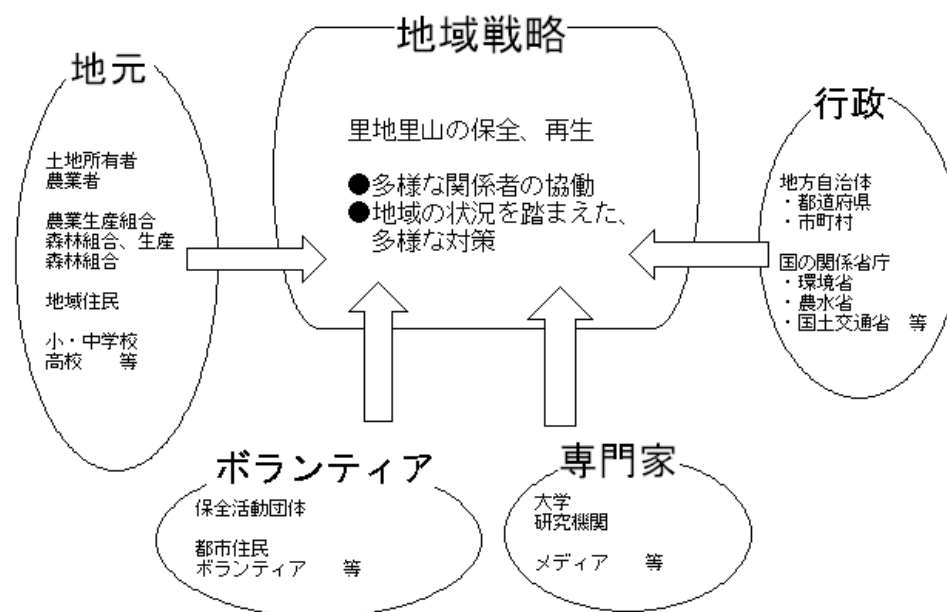 地域戦略
里地里山の保全、再生
●多様な関係者の協働
●地域の状況を踏まえた、
多様な対策
地元
土地所有者
農業者
農業生産組合
森林組合、生産
森林組合
地域住民
小・中学校
高校　等
行政
地方自治体
・都道府県
・市町村
国の関係省庁
・環境省
・農水省
・国土交通省　等
ボランティア
保全活動団体
都市住民
ボランティア　等
専門家
大学
研究機関
メディア　等